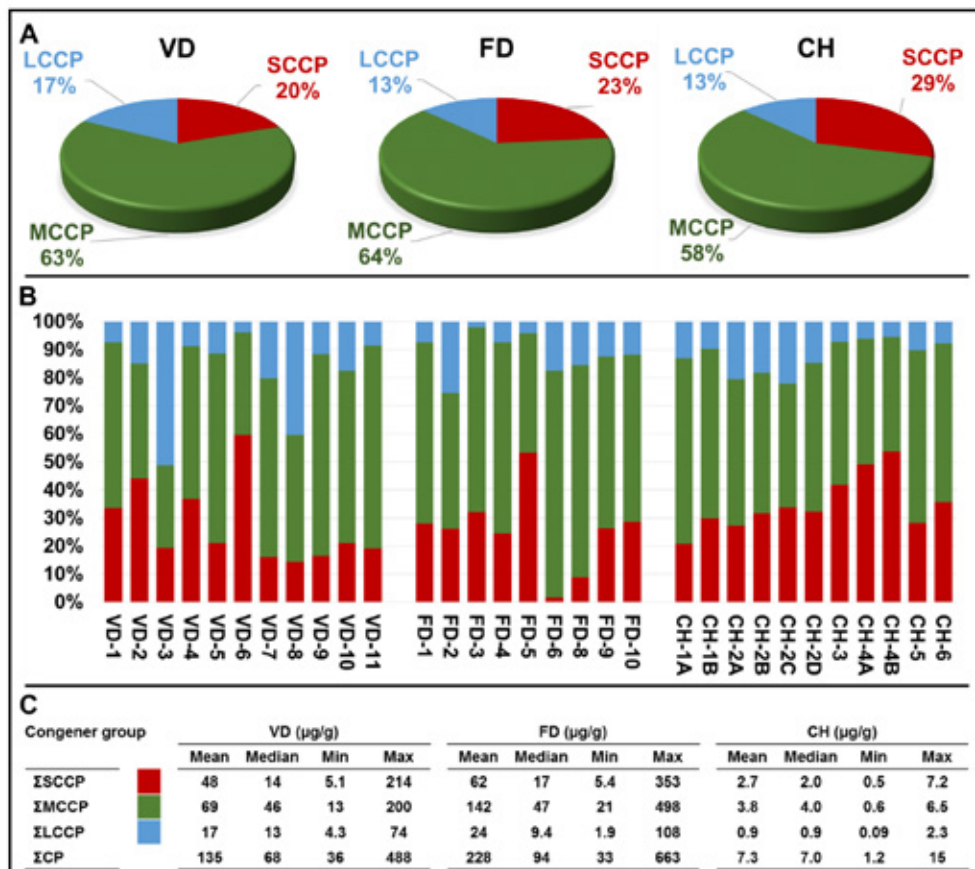 A
VD
FD
CH
LCCP
17%
SCCP
20%
MCCP
63%
LCCP
13%
SCCP
23%
MCCP
64%
LCCP
13%
SCCP
29%
MCCP
58%
B
100%
90%
80%
70%
60%
50%
40%
30%
20%
10%
0%
VD-1
VD-2
VD-3
VD-4
VD-5
VD-6
VD-7
VD-8
VD-9
VD-10
VD-11
FD-1
FD-2
FD-3
FD-4
FD-5
FD-6
FD-8
FD-9
FD-10
CH-1A
CH-1B
CH-2A
CH-2B
CH-2C
CH-2D
CH-3
CH-4A
CH-4B
CH-5
CH-6
C
Congener group VD (µg/g) FD (µg/g) CH (µg/g)
Mean Median Min Max Mean Median Min Max Mean Median Min Max
ΣSCCP 48 14 5.1 214 62 17 5.4 353 2.7 2.0 0.5 7.2
ΣMCCP 69 46 13 200 142 47 21 498 3.8 4.0 0.6 6.5
ΣLCCP 17 13 4.3 74 24 9.4 1.9 108 0.9 0.9 0.09 2.3
ΣCP 135 68 36 488 228 94 33 663 7.3 7.0 1.2 15